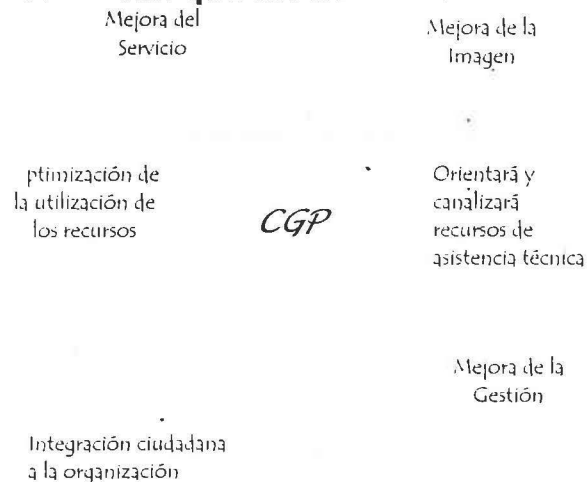 Mejora del
Servicio
Mejora de la
Imagen
ptimización de
la utilización de
los recursos
CGP
Orientará y
canalizará
recursos de
asistencia técnica
Mejora de la
Gestión
Integración ciudadana
a la organización